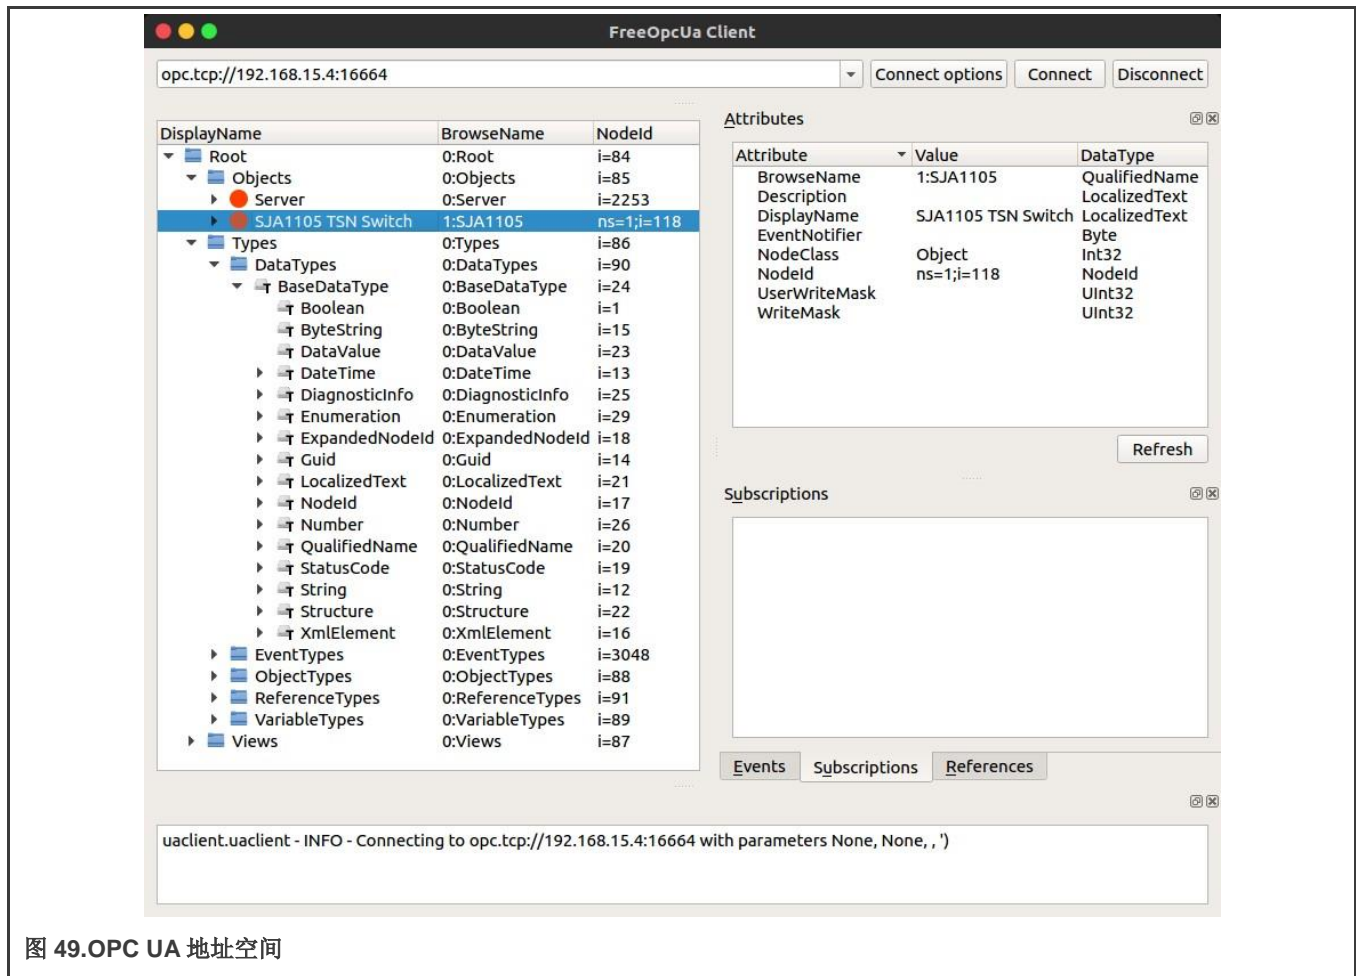 FreeOpcUa Client
opc.tcp://192.168.15.4:16664 Connect options Connect Disconnect
DisplayName BrowseName NodeId
Root 0:Root i=84
Objects 0:Objects i=85
Server 0:Server i=2253
SJA1105 TSN Switch 1:SJA1105 ns=1;i=118
Types 0:Types i=86
DataTypes 0:DataTypes i=90
BaseDataType 0:BaseDataType i=24
Boolean 0:Boolean i=1
ByteString 0:ByteString i=15
DataValue 0:DataValue i=23
DateTime 0:DateTime i=13
DiagnosticInfo 0:DiagnosticInfo i=25
Enumeration 0:Enumeration i=29
ExpandedNodeId 0:ExpandedNodeId i=18
Guid 0:Guid i=14
LocalizedText 0:LocalizedText i=21
NodeId 0:NodeId i=17
Number 0:Number i=26
QualifiedName 0:QualifiedName i=20
StatusCode 0:StatusCode i=19
String 0:String i=12
Structure 0:Structure i=22
XmlElement 0:XmlElement i=16
EventTypes 0:EventTypes i=3048
ObjectTypes 0:ObjectTypes i=88
ReferenceTypes 0:ReferenceTypes i=91
VariableTypes 0:VariableTypes i=89
Views 0:Views i=87
Attributes
Attribute Value DataType
BrowseName 1:SJA1105 QualifiedName
Description LocalizedText
DisplayName SJA1105 TSN Switch LocalizedText
EventNotifier Byte
NodeClass Object Int32
NodeId ns=1;i=118 NodeId
UserWriteMask UInt32
WriteMask UInt32
Refresh
Subscriptions
Events Subscriptions References
uaclient.uaclient - INFO - Connecting to opc.tcp://192.168.15.4:16664 with parameters None, None, , ')
图 49.OPC UA 地址空间